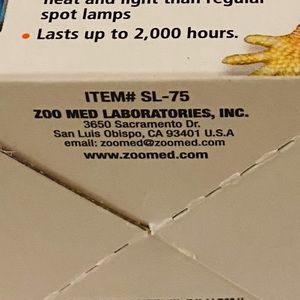 heat and light than regular
spot lamps
• Lasts up to 2,000 hours.
ITEM# SL-75
ZOO MED LABORATORIES, INC.
3650 Sacramento Dr.
San Luis Obispo, CA 93401 U.S.A
email: zoomed@zoomed.com
www.zoomed.com